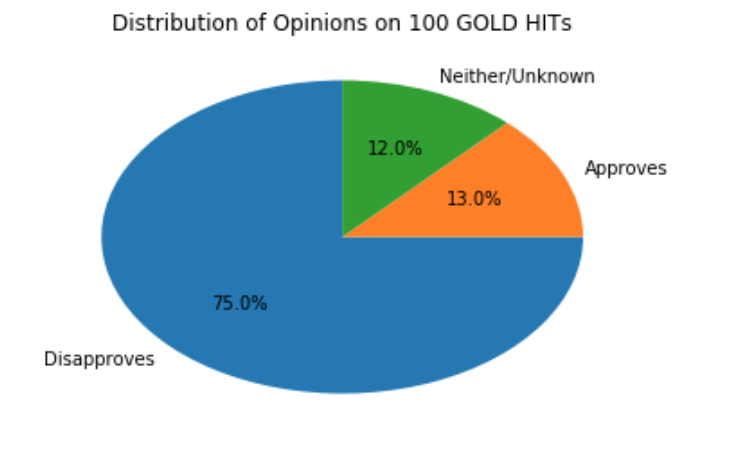 Distribution of Opinions on 100 GOLD HITs
Neither/Unknown
12.0%
Approves
13.0%
75.0%
Disapproves